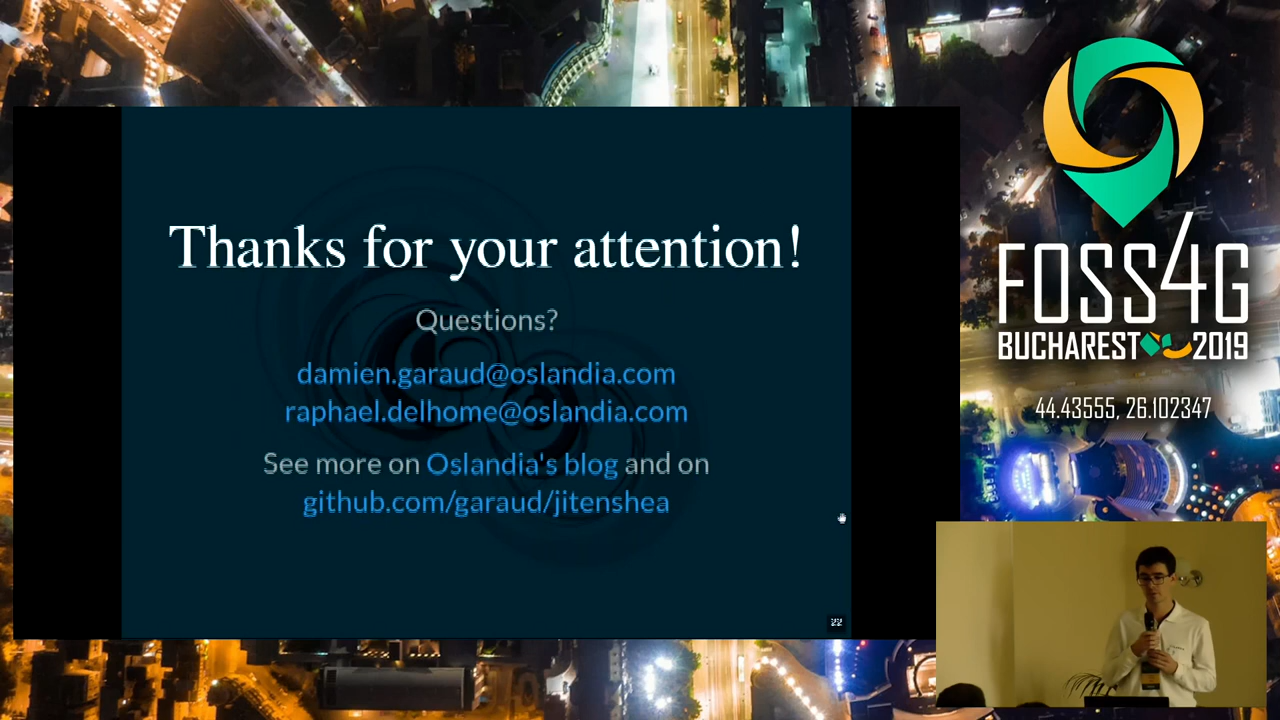 Thanks for your attention!
Questions?
damien.garaud@oslandia.com
raphael.delhome@oslandia.com
See more on Oslandia's blog and on
github.com/garaud/jitenshea
22
FOSS4G
BUCHAREST 2019
44.43555, 26.102347